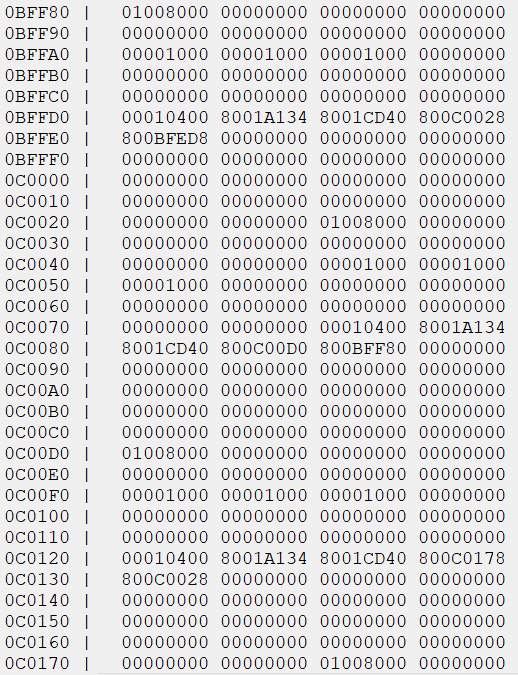 0BFF80 | 01008000 00000000 00000000 00000000
0BFF90 | 00000000 00000000 00000000 00000000
0BFFA0 | 00001000 00001000 00001000 00000000
0BFFB0 | 00000000 00000000 00000000 00000000
0BFFC0 | 00000000 00000000 00000000 00000000
0BFFD0 | 00010400 8001A134 8001CD40 800C0028
0BFFE0 | 800BFED8 00000000 00000000 00000000
0BFFF0 | 00000000 00000000 00000000 00000000
0C0000 | 00000000 00000000 00000000 00000000
0C0010 | 00000000 00000000 00000000 00000000
0C0020 | 00000000 00000000 01008000 00000000
0C0030 | 00000000 00000000 00000000 00000000
0C0040 | 00000000 00000000 00001000 00001000
0C0050 | 00001000 00000000 00000000 00000000
0C0060 | 00000000 00000000 00000000 00000000
0C0070 | 00000000 00000000 00010400 8001A134
0C0080 | 8001CD40 800C00D0 800BFF80 00000000
0C0090 | 00000000 00000000 00000000 00000000
0C00A0 | 00000000 00000000 00000000 00000000
0C00B0 | 00000000 00000000 00000000 00000000
0C00C0 | 00000000 00000000 00000000 00000000
0C00D0 | 01008000 00000000 00000000 00000000
0C00E0 | 00000000 00000000 00000000 00000000
0C00F0 | 00001000 00001000 00001000 00000000
0C0100 | 00000000 00000000 00000000 00000000
0C0110 | 00000000 00000000 00000000 00000000
0C0120 | 00010400 8001A134 8001CD40 800C0178
0C0130 | 800C0028 00000000 00000000 00000000
0C0140 | 00000000 00000000 00000000 00000000
0C0150 | 00000000 00000000 00000000 00000000
0C0160 | 00000000 00000000 00000000 00000000
0C0170 | 00000000 00000000 01008000 00000000